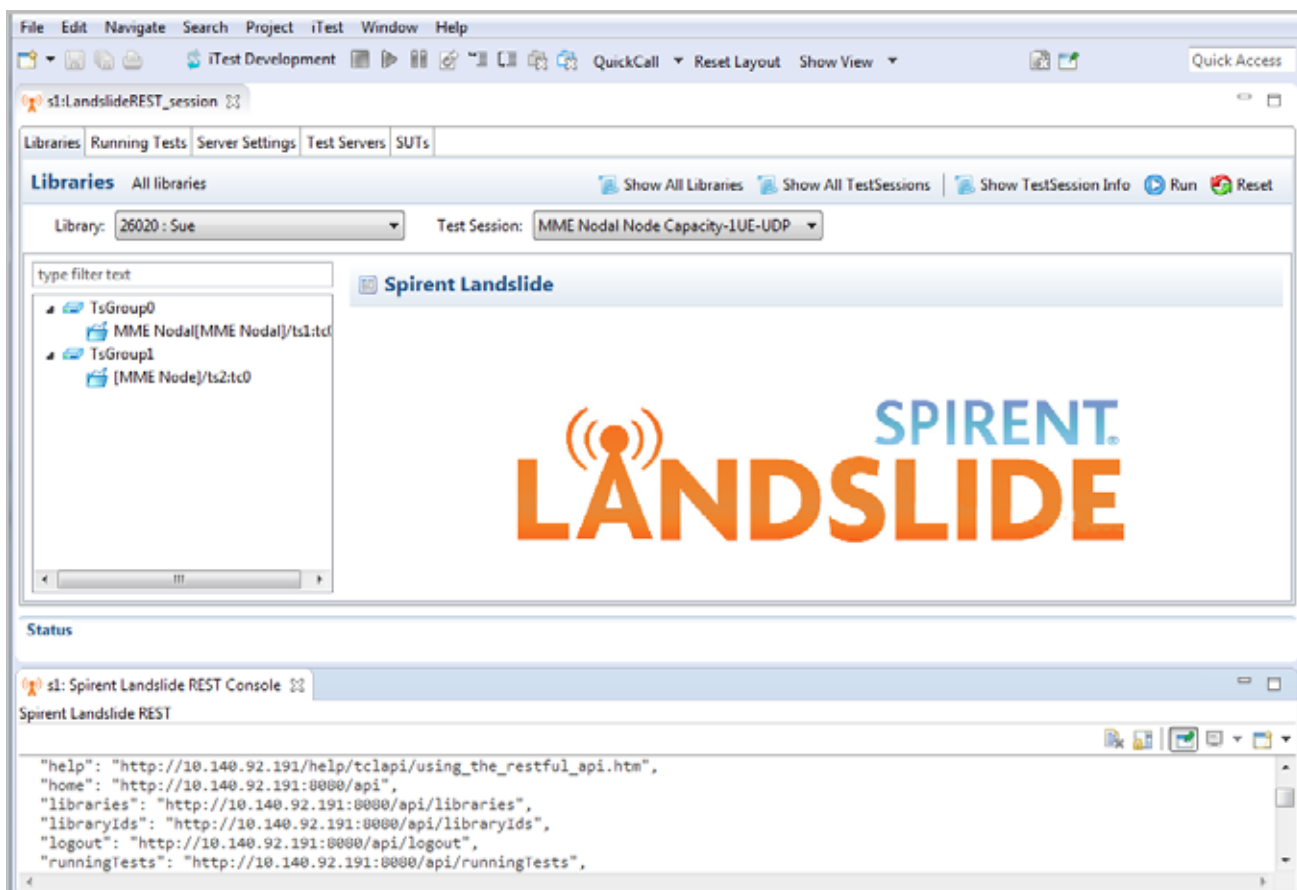 File Edit Navigate Search Project iTest Window Help
iTest Development QuickCall Reset Layout Show View Quick Access
s1:LandslideREST_session
Libraries Running Tests Server Settings Test Servers SUTs
Libraries All libraries Show All Libraries Show All TestSessions Show TestSession Info Run Reset
Library: 26020 : Sue Test Session: MME Nodal Node Capacity-1UE-UDP
type filter text
Spirent Landslide
TsGroup0
MME Nodal[MME Nodal]/ts1:tc0
TsGroup1
[MME Node]/ts2:tc0
SPIRENT®
LANDSLIDE
Status
s1: Spirent Landslide REST Console
Spirent Landslide REST
"help": "http://10.140.92.191/help/tclapi/using_the_restful_api.htm",
"home": "http://10.140.92.191:8080/api",
"libraries": "http://10.140.92.191:8080/api/libraries",
"libraryIds": "http://10.140.92.191:8080/api/libraryIds",
"logout": "http://10.140.92.191:8080/api/logout",
"runningTests": "http://10.140.92.191:8080/api/runningTests",